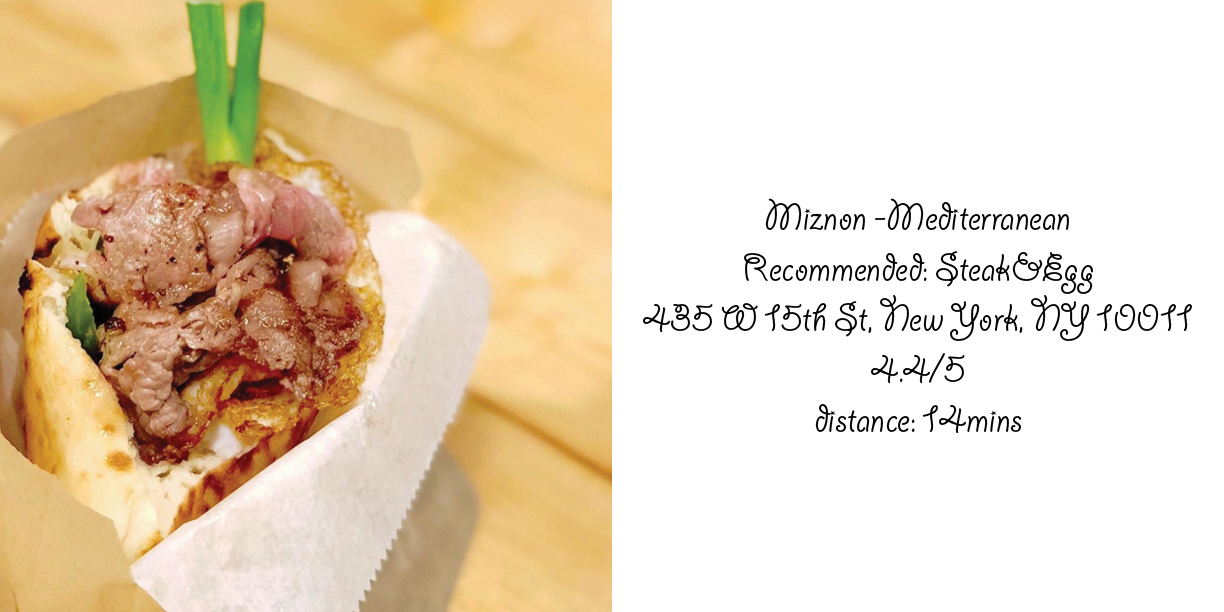 Miznon -Mediterranean
Recommended: Steak&Egg
435 W 15th St, New York, NY 10011
4.4/5
distance: 14mins